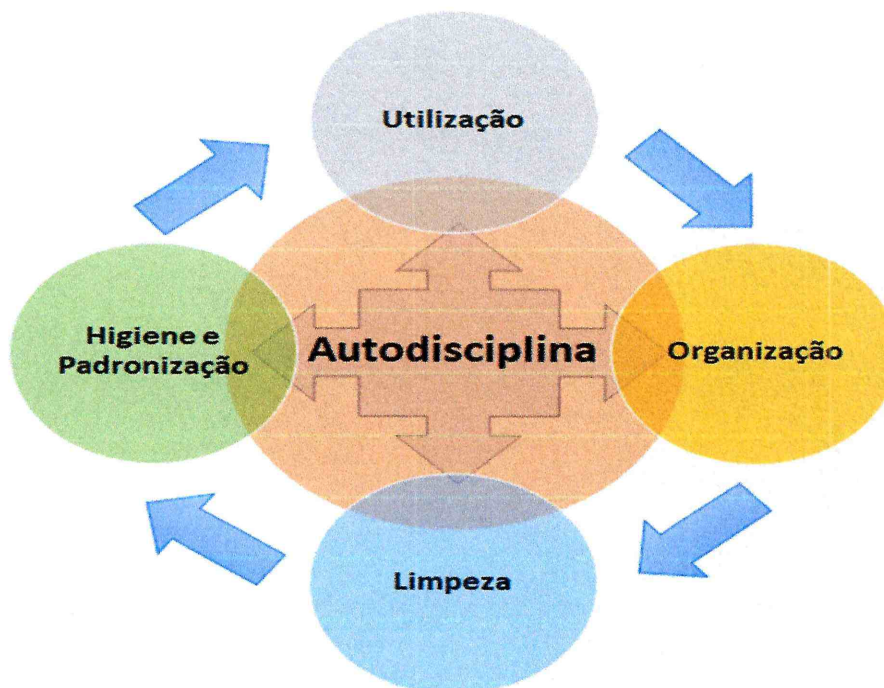 Utilização
Higiene e
Padronização
Autodisciplina
Organização
Limpeza